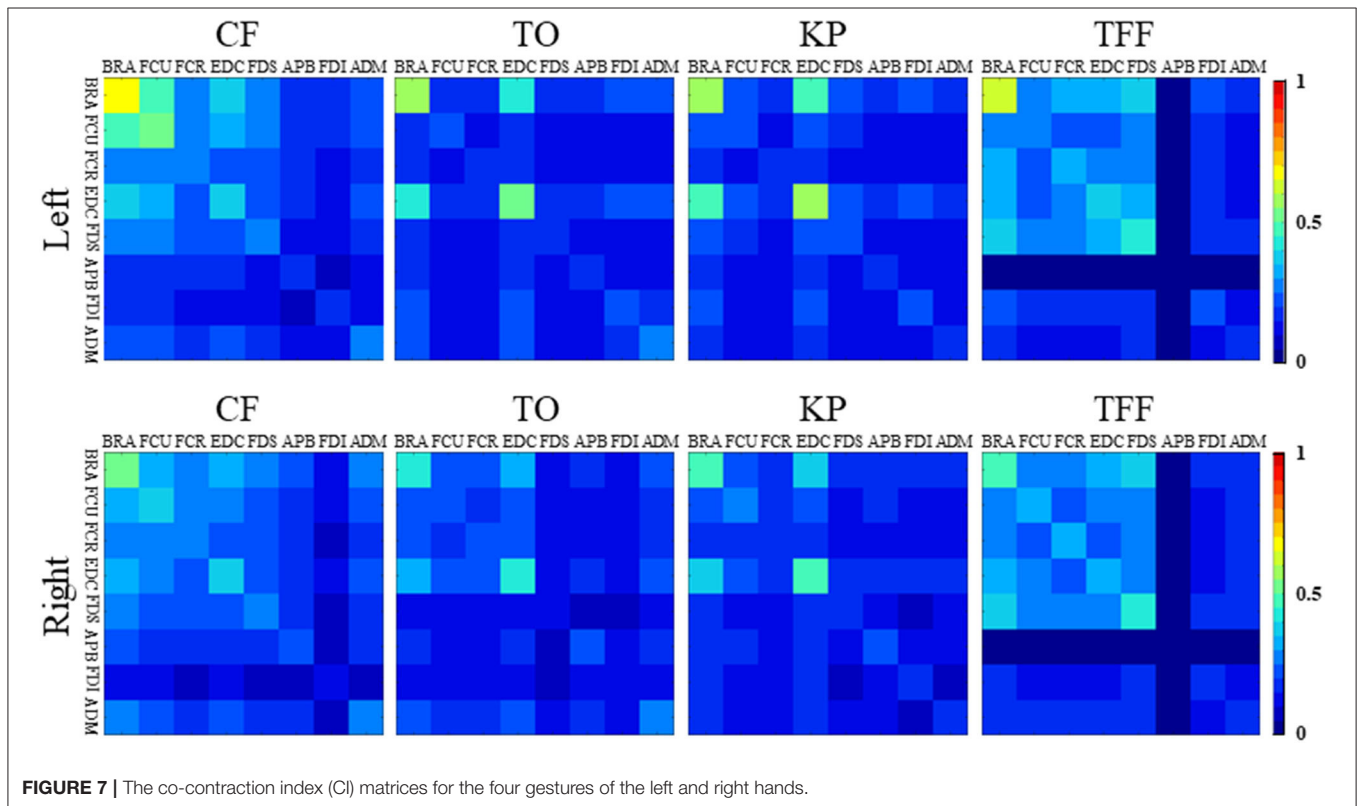 CF TO KP TFF
BRA FCU FCR EDC FDS APB FDI ADM BRA FCU FCR EDC FDS APB FDI ADM BRA FCU FCR EDC FDS APB FDI ADM BRA FCU FCR EDC FDS APB FDI ADM
Left
BRA FCU FCR EDC FDS APB FDI ADM
1
0.5
0
CF TO KP TFF
BRA FCU FCR EDC FDS APB FDI ADM BRA FCU FCR EDC FDS APB FDI ADM BRA FCU FCR EDC FDS APB FDI ADM BRA FCU FCR EDC FDS APB FDI ADM
Right
BRA FCU FCR EDC FDS APB FDI ADM
1
0.5
0
FIGURE 7 | The co-contraction index (CI) matrices for the four gestures of the left and right hands.